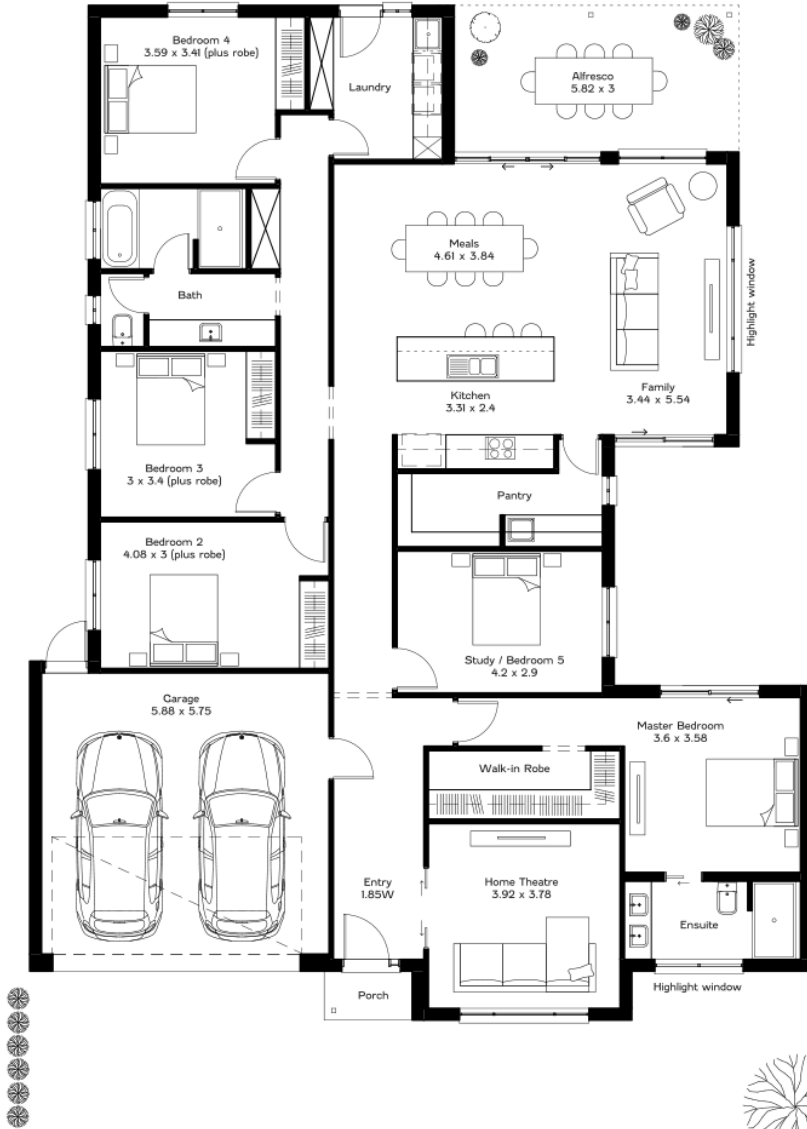 Bedroom 4
3.59 x 3.41 (plus robe)
Laundry
Alfresco
5.82 x 3
Meals
4.61 x 3.84
Highlight window
Bath
Kitchen
3.31 x 2.4
Family
3.44 x 5.54
Bedroom 3
3 x 3.4 (plus robe)
Pantry
Bedroom 2
4.08 x 3 (plus robe)
Study / Bedroom 5
4.2 x 2.9
Garage
5.88 x 5.75
Master Bedroom
3.6 x 3.58
Walk-in Robe
Entry
1.85W
Home Theatre
3.92 x 3.78
Ensuite
Highlight window
Porch